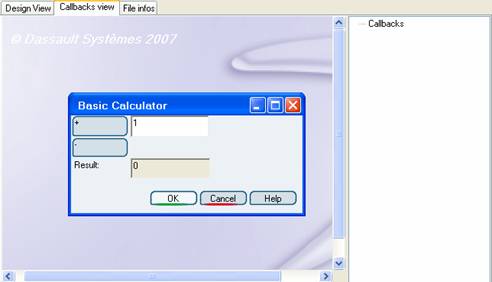 Design View Callbacks view File infos
© Dassault Systèmes 2007
Callbacks
Basic Calculator
+ 1
-
Result: 0
OK Cancel Help